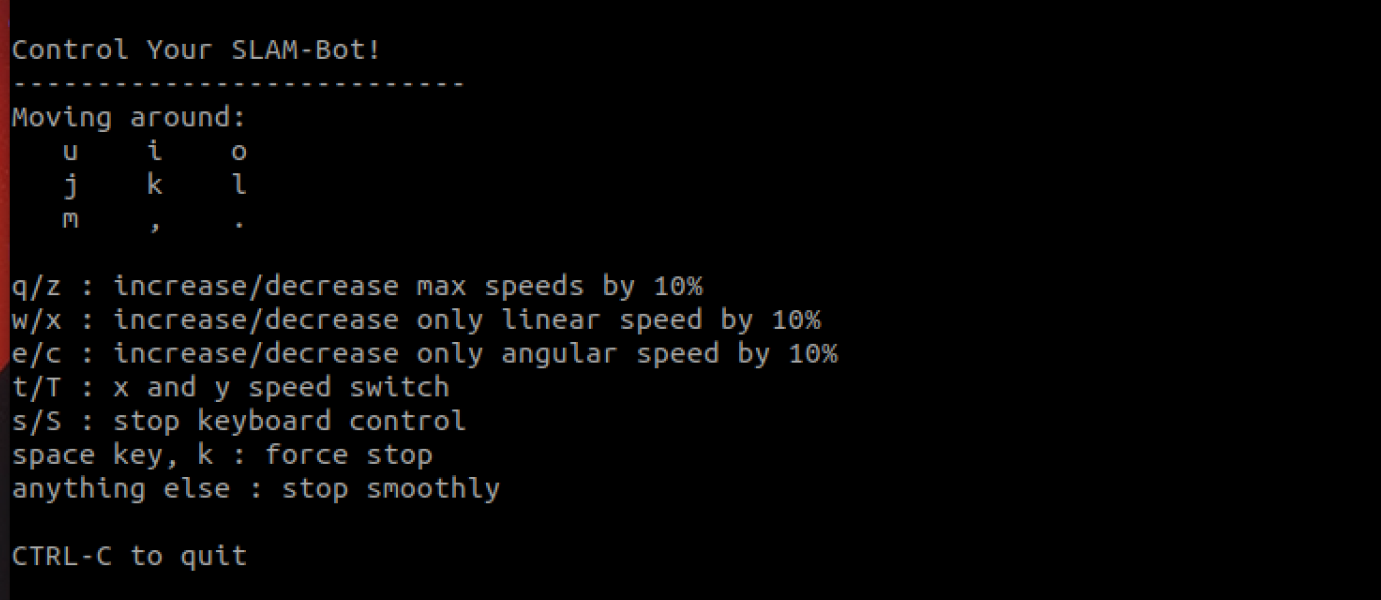 Control Your SLAM-Bot!
---------------------------
Moving around:
   u    i    o
   j    k    l
   m    ,    .
q/z : increase/decrease max speeds by 10%
w/x : increase/decrease only linear speed by 10%
e/c : increase/decrease only angular speed by 10%
t/T : x and y speed switch
s/S : stop keyboard control
space key, k : force stop
anything else : stop smoothly
CTRL-C to quit